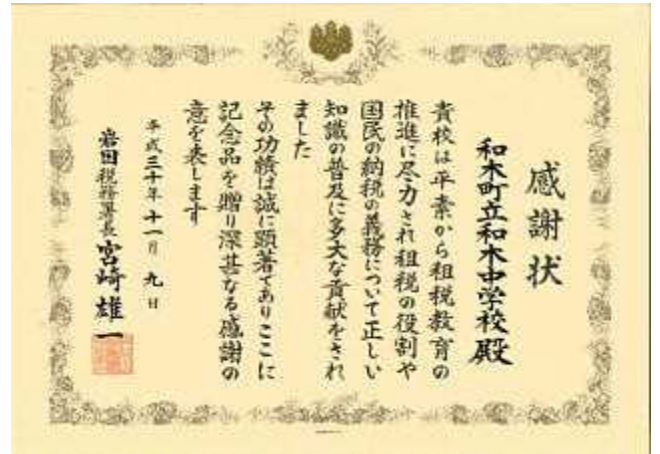 感謝状
和木町立和木中学校殿
貴校は平素から租税教育の
推進に尽力され租税の役割や
国民の納税の義務について正しい
知識の普及に多大な貢献をされ
ました
その功績は誠に顕著でありここに
記念品を贈り深甚なる感謝の
意を表します
平成三十年十一月九日
岩国税務署長 宮崎雄一